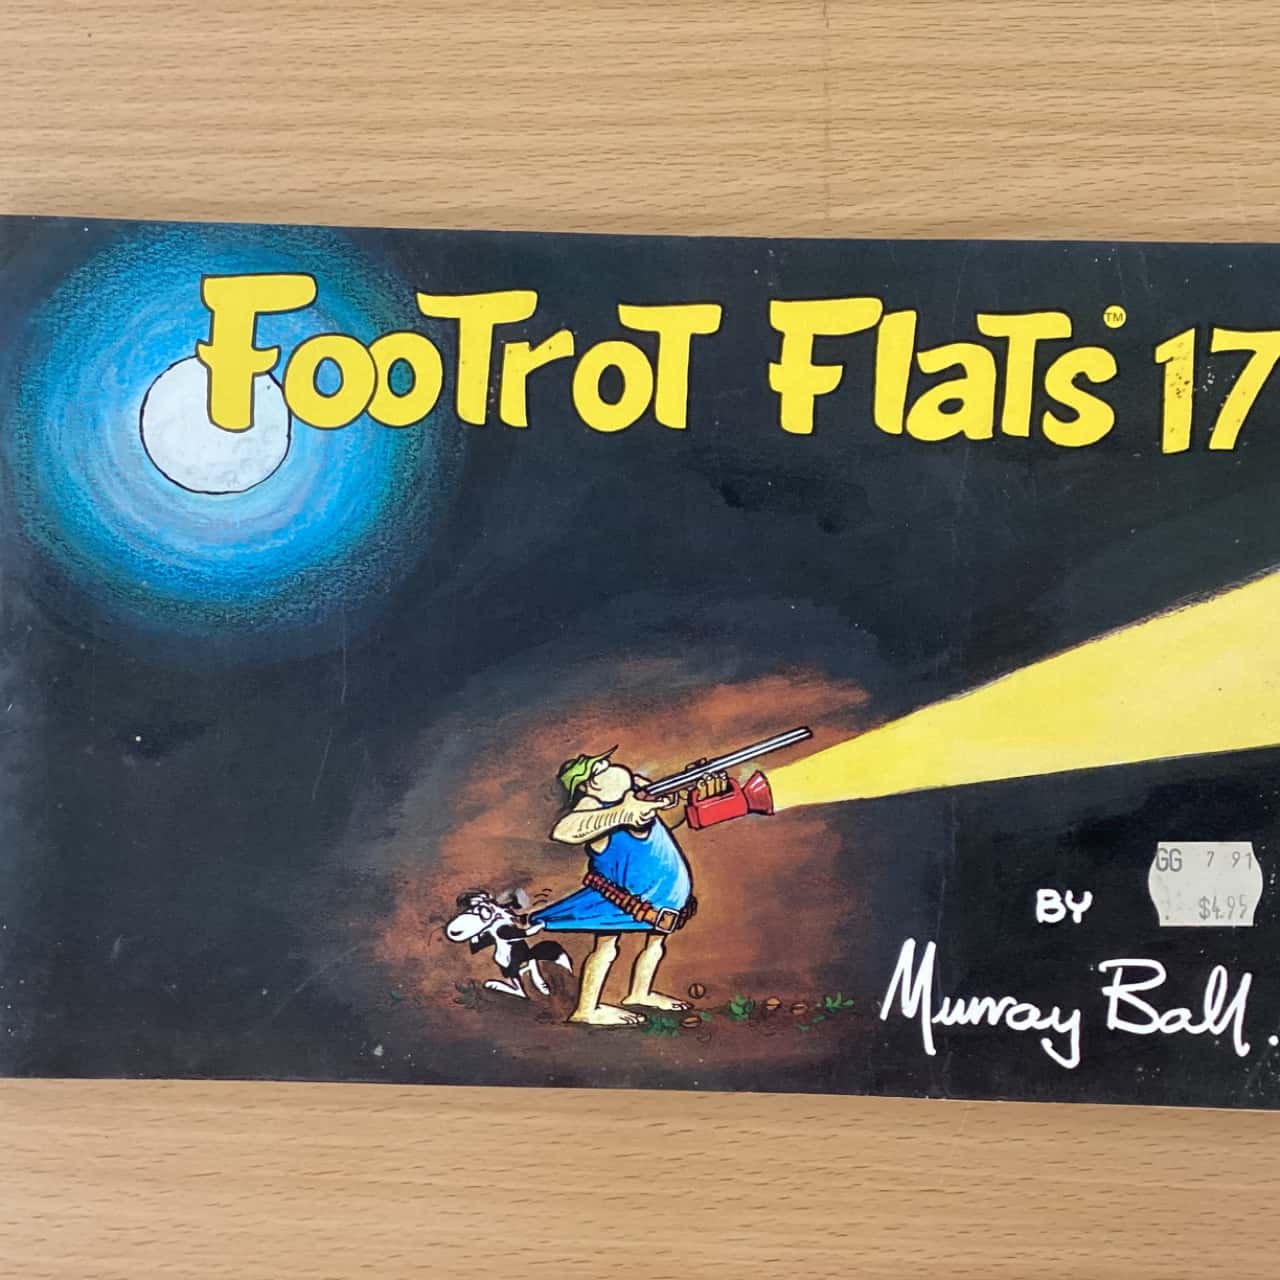 FooTroT FlaTs™ 17
BY
GG 7 91
$4.95
Murray Ball.